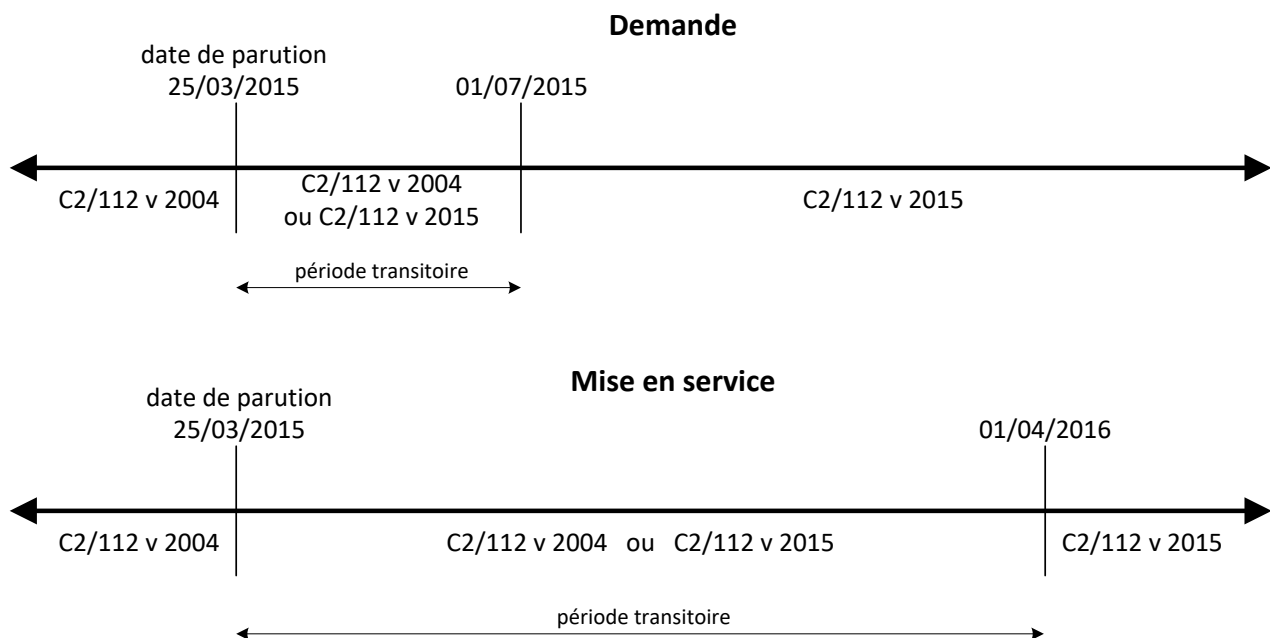 Demande
date de parution
25/03/2015
01/07/2015
C2/112 v 2004
C2/112 v 2004
ou C2/112 v 2015
C2/112 v 2015
période transitoire
Mise en service
date de parution
25/03/2015
01/04/2016
C2/112 v 2004
C2/112 v 2004 ou C2/112 v 2015
C2/112 v 2015
période transitoire